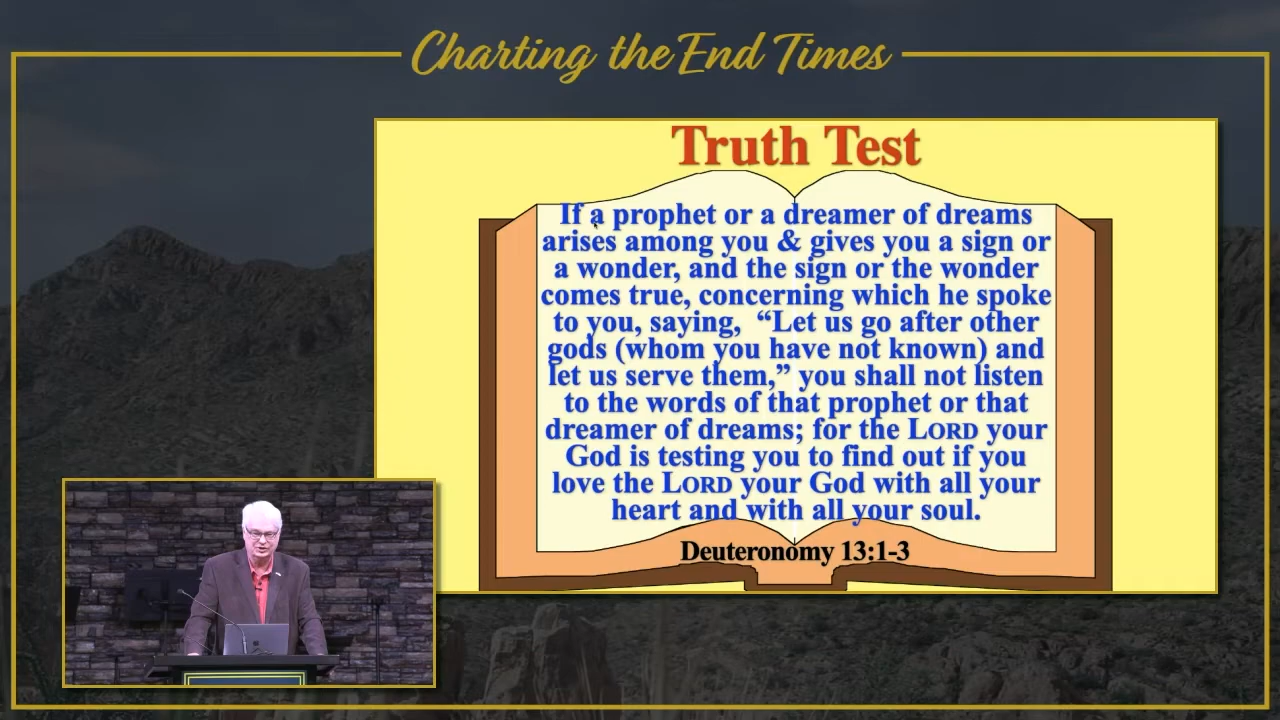 Charting the End Times
Truth Test
If a prophet or a dreamer of dreams
arises among you & gives you a sign or
a wonder, and the sign or the wonder
comes true, concerning which he spoke
to you, saying, “Let us go after other
gods (whom you have not known) and
let us serve them,” you shall not listen
to the words of that prophet or that
dreamer of dreams; for the LORD your
God is testing you to find out if you
love the LORD your God with all your
heart and with all your soul.
Deuteronomy 13:1-3